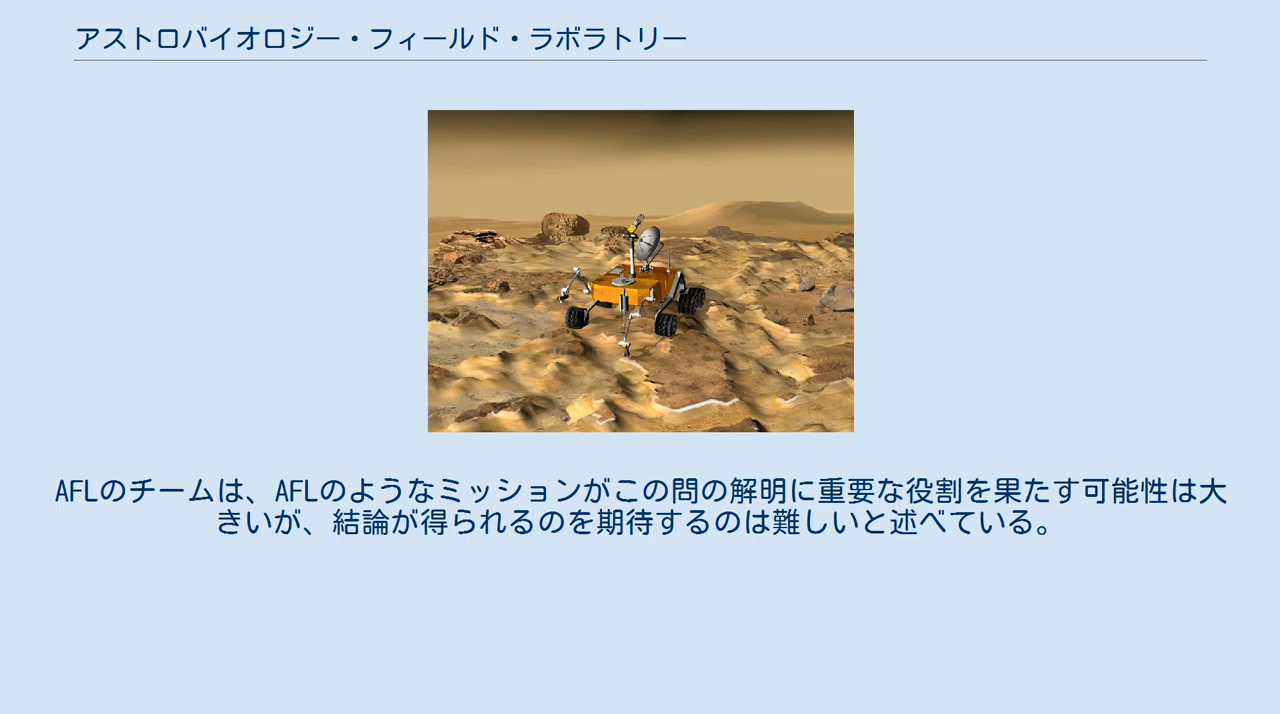 アストロバイオロジー・フィールド・ラボラトリー
AFLのチームは、AFLのようなミッションがこの問の解明に重要な役割を果たす可能性は大
きいが、結論が得られるのを期待するのは難しいと述べている。